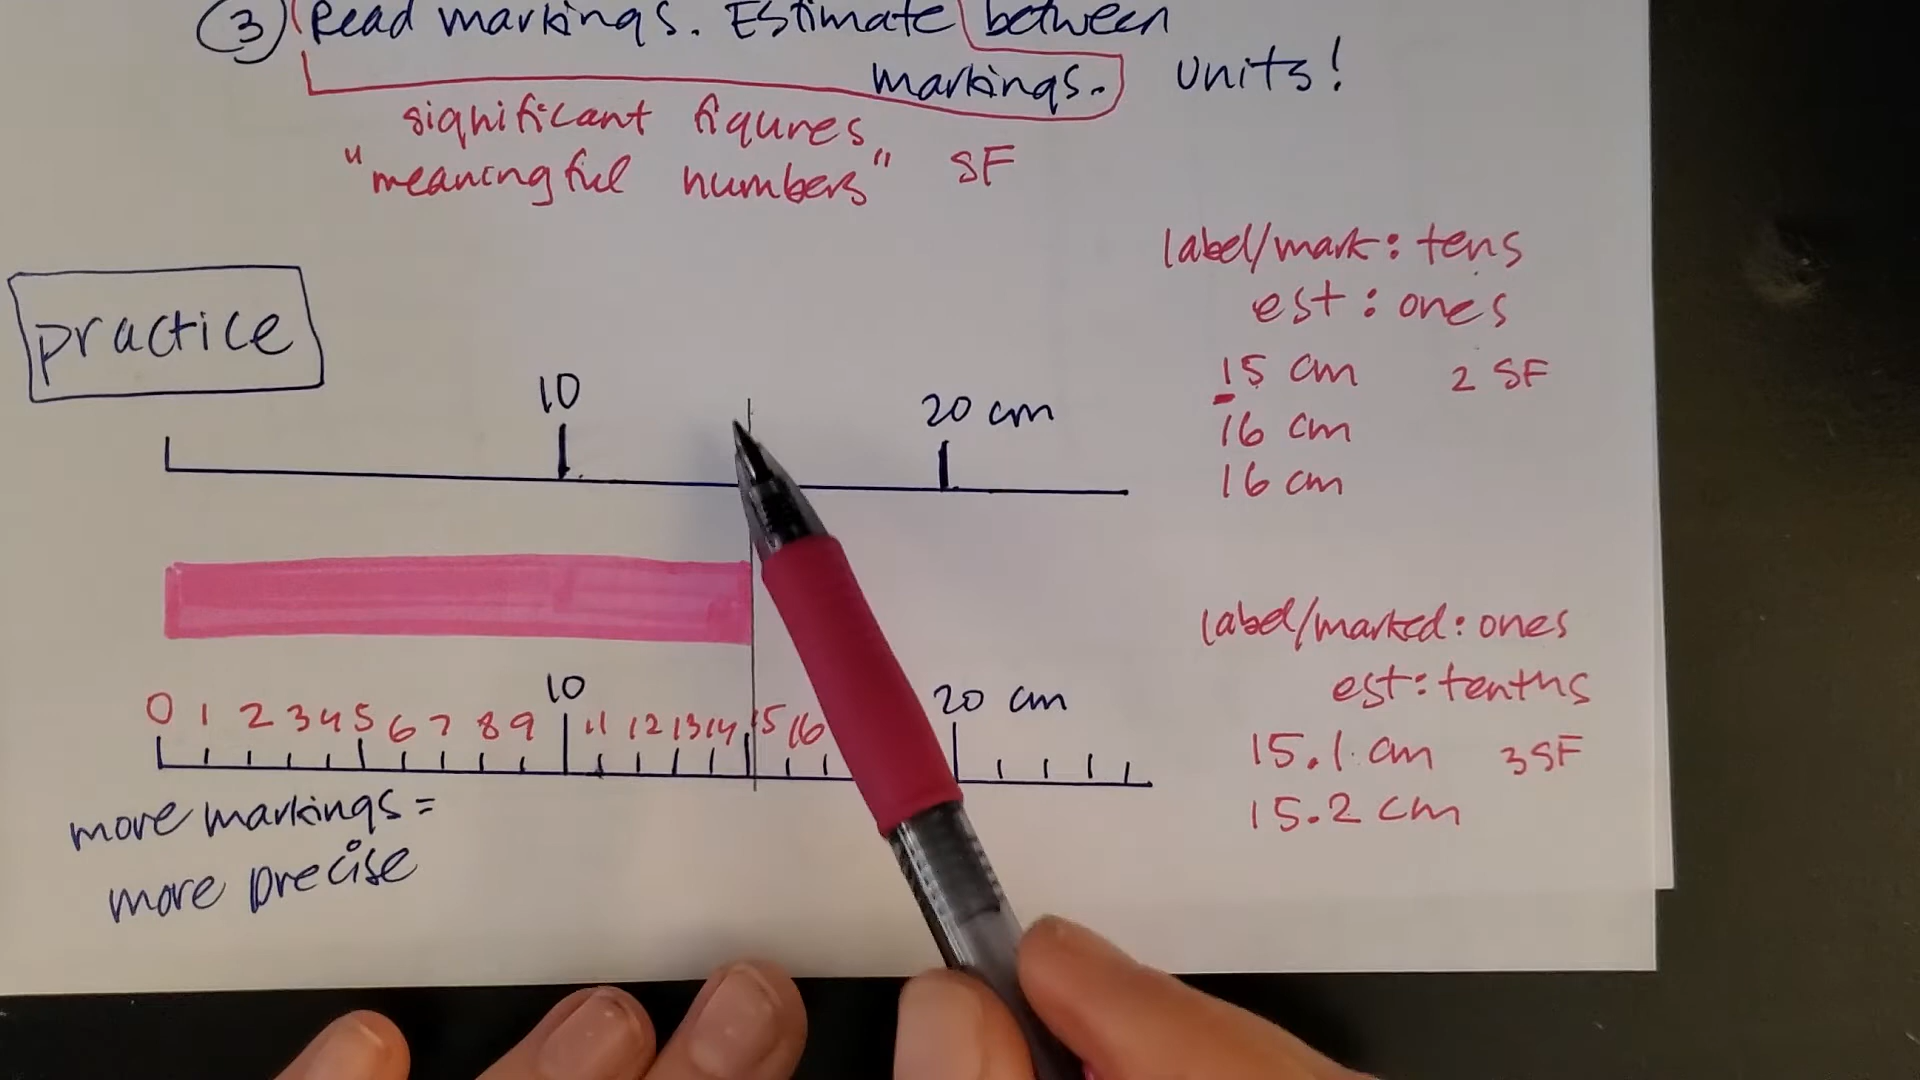 3 Read markings. Estimate between
markings. units!
significant figures
"meaningful numbers" SF
practice
10
20 cm
label/mark: tens
est: ones
15 cm 2 SF
16 cm
16 cm
10
20 cm
0 1 2 3 4 5 6 7 8 9 11 12 13 14 15 16
label/marked: ones
est: tenths
15.1 cm 3SF
15.2 cm
more markings =
more precise